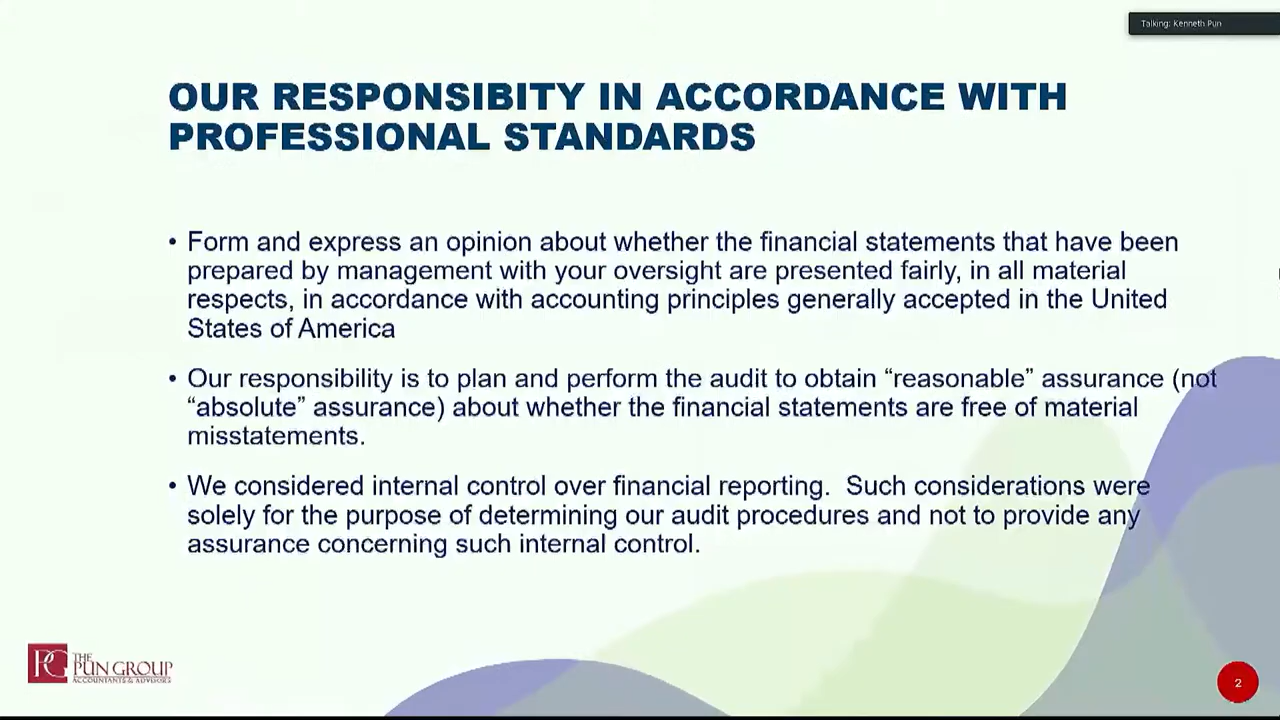 Talking: Kenneth Pun
OUR RESPONSIBITY IN ACCORDANCE WITH
PROFESSIONAL STANDARDS
• Form and express an opinion about whether the financial statements that have been
prepared by management with your oversight are presented fairly, in all material
respects, in accordance with accounting principles generally accepted in the United
States of America
• Our responsibility is to plan and perform the audit to obtain “reasonable” assurance (not
“absolute” assurance) about whether the financial statements are free of material
misstatements.
• We considered internal control over financial reporting.  Such considerations were
solely for the purpose of determining our audit procedures and not to provide any
assurance concerning such internal control.
PG
THE
PUN GROUP
ACCOUNTANTS & ADVISORS
2